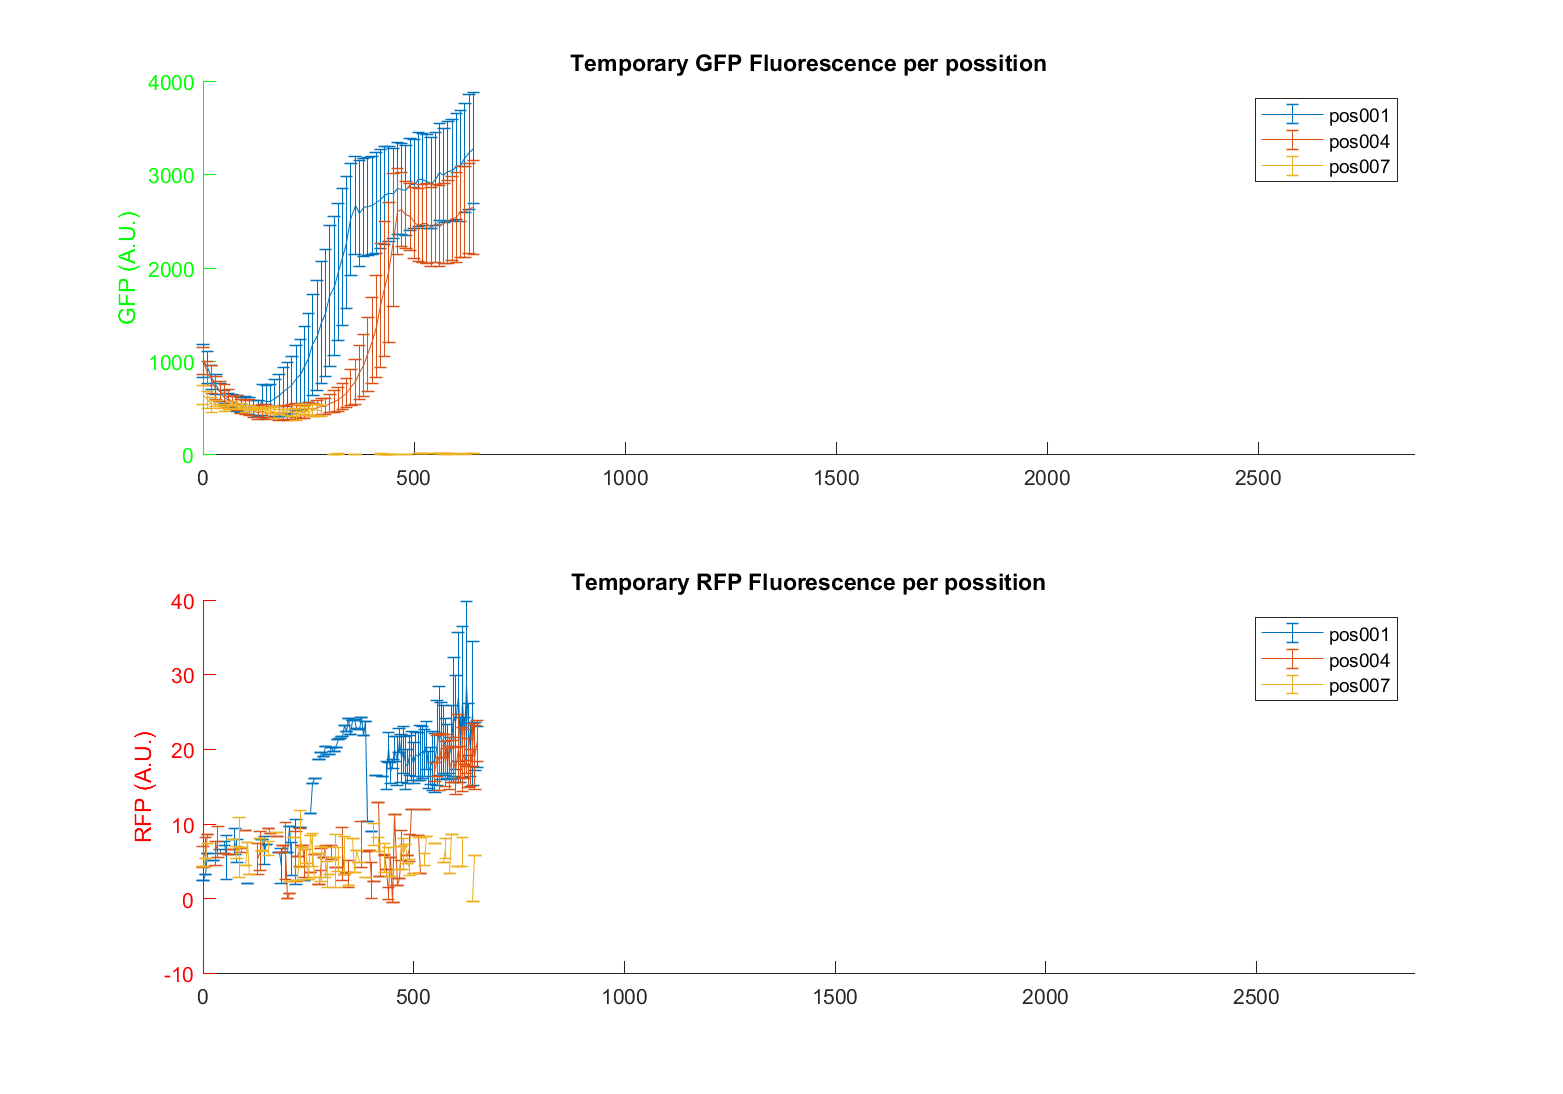 Temporary GFP Fluorescence per possition
4000
3000
2000
1000
0
GFP (A.U.)
0 500 1000 1500 2000 2500
pos001
pos004
pos007
Temporary RFP Fluorescence per possition
40
30
20
10
0
-10
RFP (A.U.)
0 500 1000 1500 2000 2500
pos001
pos004
pos007